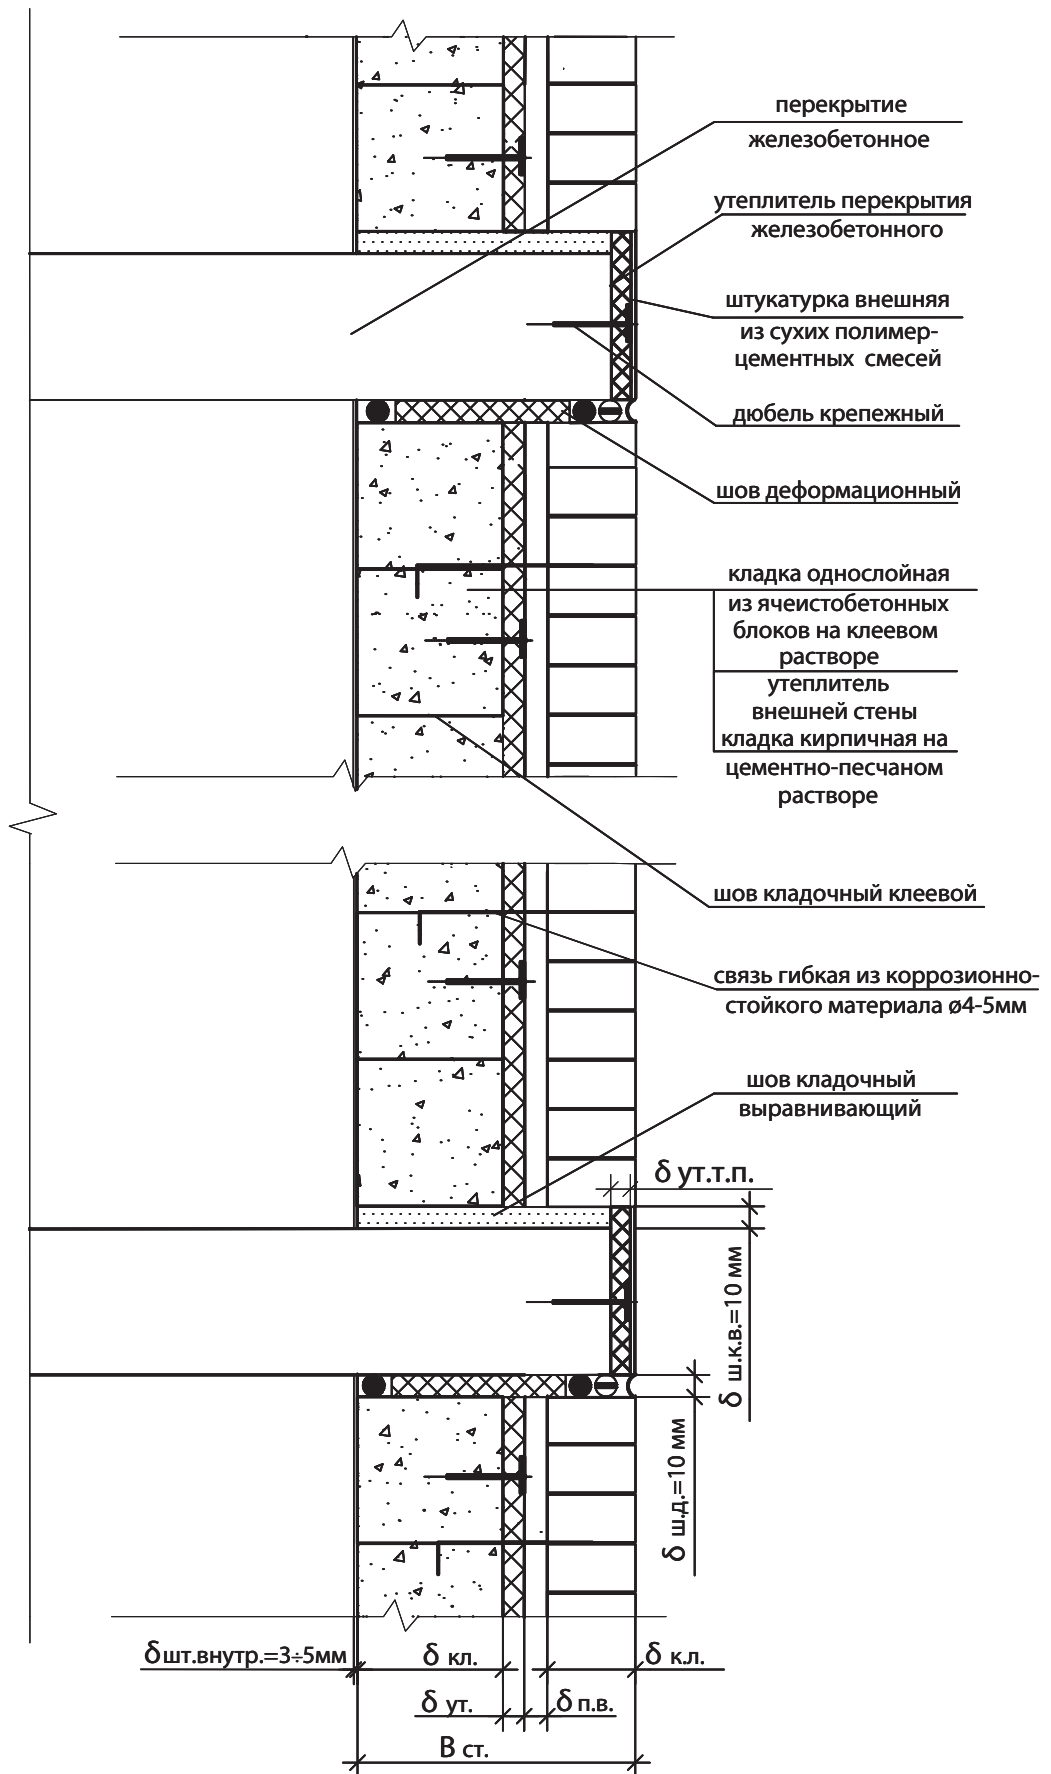 перекрытие
железобетонное
утеплитель перекрытия
железобетонного
штукатурка внешняя
из сухих полимер-
цементных смесей
дюбель крепежный
шов деформационный
кладка однослойная
из ячеистобетонных
блоков на клеевом
растворе
утеплитель
внешней стены
кладка кирпичная на
цементно-песчаном
растворе
шов кладочный клеевой
связь гибкая из коррозионно-
стойкого материала ø4-5мм
шов кладочный
выравнивающий
δ ут.т.п.
δ ш.к.в.=10 мм
δ ш.д.=10 мм
δ шт.внутр.=3÷5мм
δ кл.
δ к.л.
δ ут.
δ п.в.
В ст.